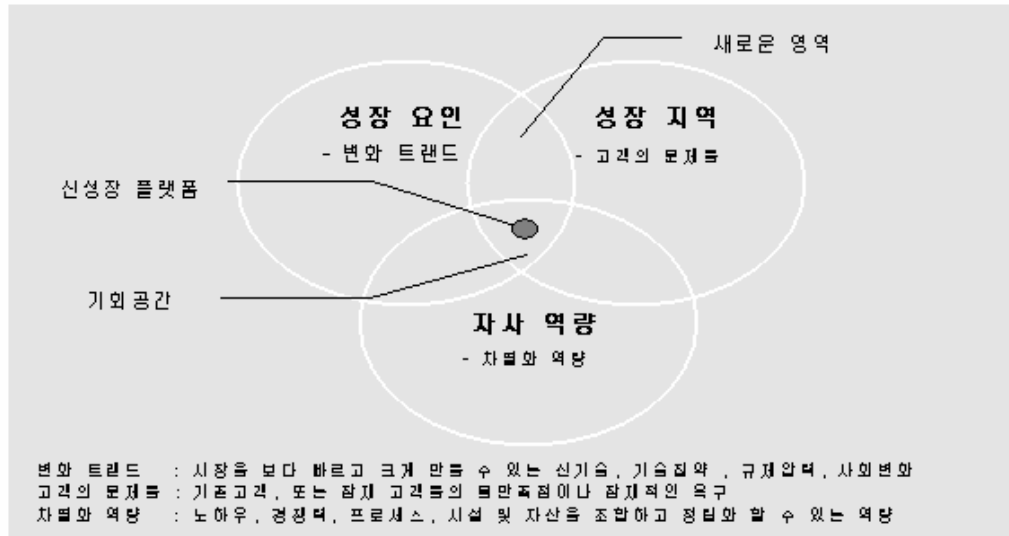 새로운 영역
성장 요인
- 변화 트랜드
성장 지역
- 고객의 문제들
신성장 플랫폼
기회공간
자사 역량
- 차별화 역량
변화 트랜드 : 시장을 보다 빠르고 크게 만들 수 있는 신기술, 기술집약 , 규제압력, 사회변화
고객의 문제들 : 기존고객, 또는 잠재 고객들의 불만족점이나 잠재적인 욕구
차별화 역량 : 노하우, 경쟁력, 프로세스, 시설 및 자산을 조합하고 정립화 할 수 있는 역량